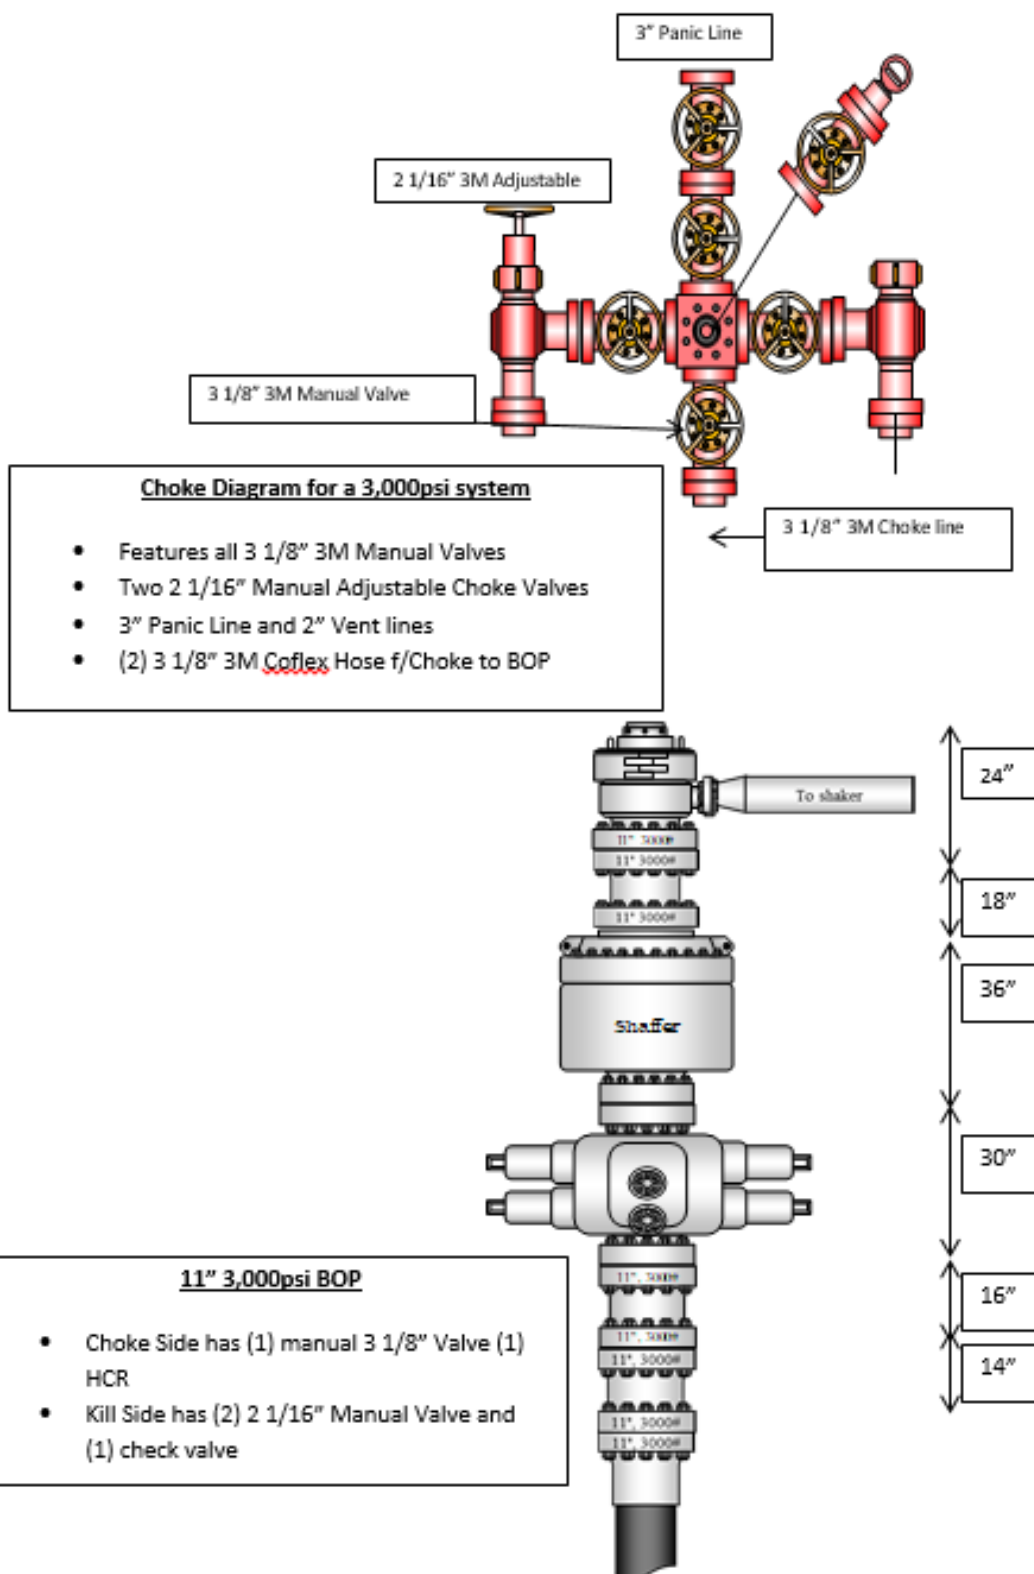 3” Panic Line
2 1/16” 3M Adjustable
3 1/8” 3M Manual Valve
Choke Diagram for a 3,000psi system
• Features all 3 1/8” 3M Manual Valves
• Two 2 1/16” Manual Adjustable Choke Valves
• 3” Panic Line and 2” Vent lines
• (2) 3 1/8” 3M Coflex Hose f/Choke to BOP
3 1/8” 3M Choke line
24”
To shaker
11" 3000#
11" 3000#
18”
11" 3000#
36”
Shaffer
30”
11” 3,000psi BOP
• Choke Side has (1) manual 3 1/8” Valve (1)
HCR
• Kill Side has (2) 2 1/16” Manual Valve and
(1) check valve
11", 3000#
16”
11", 3000#
11", 3000#
14”
11", 3000#
11", 3000#